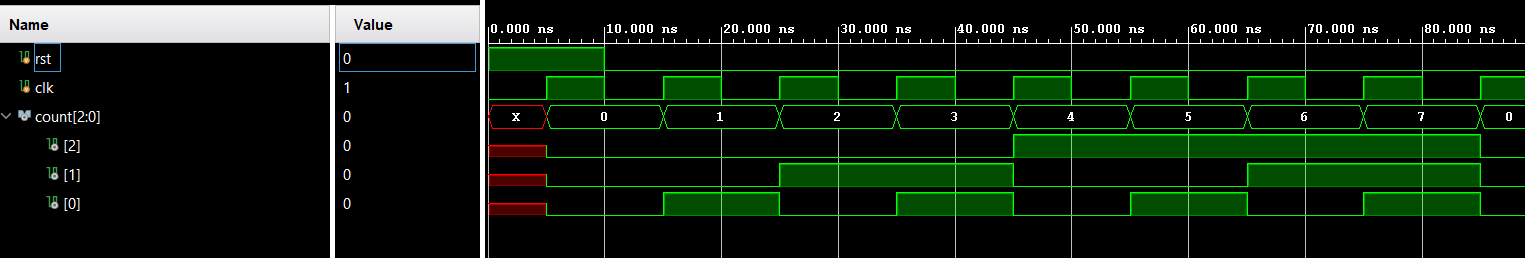 Name Value
0.000 ns 10.000 ns 20.000 ns 30.000 ns 40.000 ns 50.000 ns 60.000 ns 70.000 ns 80.000 ns
rst 0
clk 1
count[2:0] 0 X 0 1 2 3 4 5 6 7 0
[2] 0
[1] 0
[0] 0